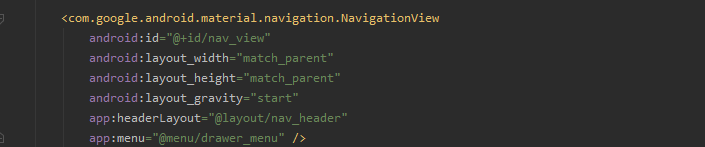 <com.google.android.material.navigation.NavigationView
android:id="@+id/nav_view"
android:layout_width="match_parent"
android:layout_height="match_parent"
android:layout_gravity="start"
app:headerLayout="@layout/nav_header"
app:menu="@menu/drawer_menu" />